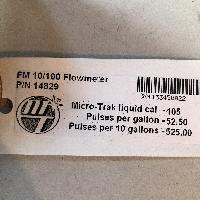 FM 10/100 Flowmeter
P/N 14829
Micro-Trak liquid cal -105
Pulses per gallon -52.50
Pulses per 10 gallons -525.00